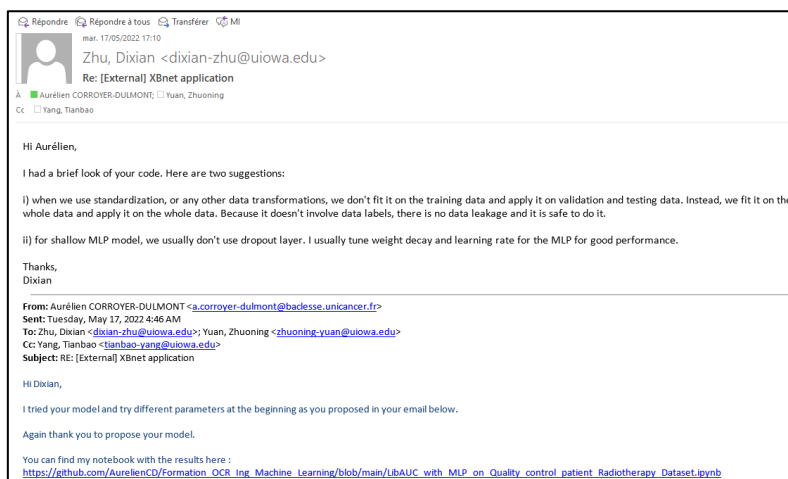 Répondre Répondre à tous Transférer MI
mar. 17/05/2022 17:10
Zhu, Dixian <dixian-zhu@uiowa.edu>
Re: [External] XBnet application
À Aurélien CORROYER-DULMONT; Yuan, Zhuoning
Cc Yang, Tianbao
Hi Aurélien,
I had a brief look of your code. Here are two suggestions:
i) when we use standardization, or any other data transformations, we don't fit it on the training data and apply it on validation and testing data. Instead, we fit it on the
whole data and apply it on the whole data. Because it doesn't involve data labels, there is no data leakage and it is safe to do it.
ii) for shallow MLP model, we usually don't use dropout layer. I usually tune weight decay and learning rate for the MLP for good performance.
Thanks,
Dixian
From: Aurélien CORROYER-DULMONT <a.corroyer-dulmont@baclesse.unicancer.fr>
Sent: Tuesday, May 17, 2022 4:46 AM
To: Zhu, Dixian <dixian-zhu@uiowa.edu>; Yuan, Zhuoning <zhuoning-yuan@uiowa.edu>
Cc: Yang, Tianbao <tianbao-yang@uiowa.edu>
Subject: RE: [External] XBnet application
Hi Dixian,
I tried your model and try different parameters at the beginning as you proposed in your email below.
Again thank you to propose your model.
You can find my notebook with the results here :
https://github.com/AurelienCD/Formation_OCR_Ing_Machine_Learning/blob/main/LibAUC_with_MLP_on_Quality_control_patient_Radiotherapy_Dataset.ipynb